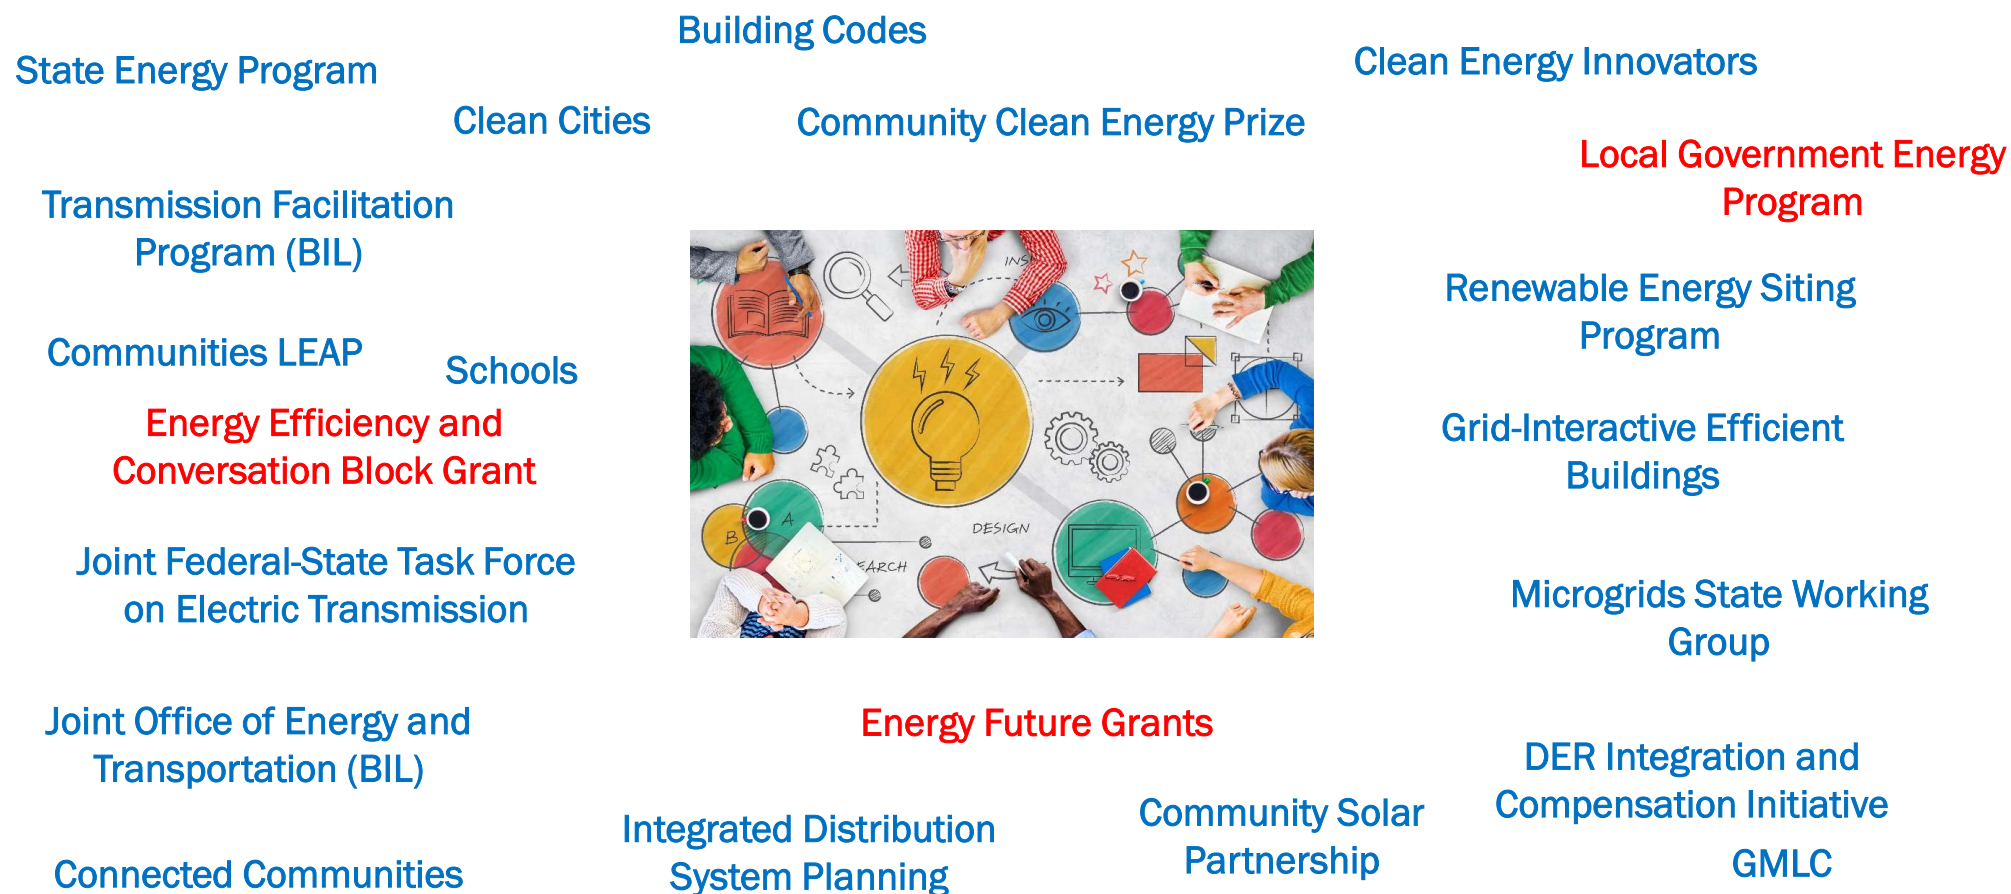 Building Codes
State Energy Program
Clean Energy Innovators
Clean Cities
Community Clean Energy Prize
Local Government Energy
Program
Transmission Facilitation
Program (BIL)
Renewable Energy Siting
Program
Communities LEAP
Schools
Energy Efficiency and
Conversation Block Grant
Grid-Interactive Efficient
Buildings
INS
A
B
DESIGN
EARCH
Joint Federal-State Task Force
on Electric Transmission
Microgrids State Working
Group
Joint Office of Energy and
Transportation (BIL)
Energy Future Grants
DER Integration and
Compensation Initiative
Integrated Distribution
System Planning
Community Solar
Partnership
GMLC
Connected Communities